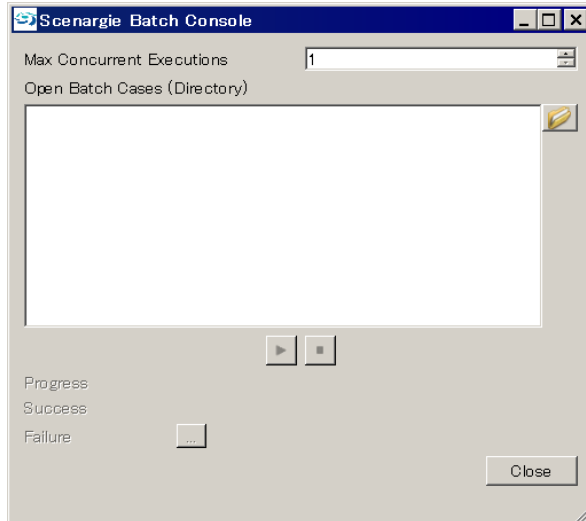 Scenargie Batch Console
Max Concurrent Executions 1
Open Batch Cases (Directory)
Progress
Success
Failure ...
Close